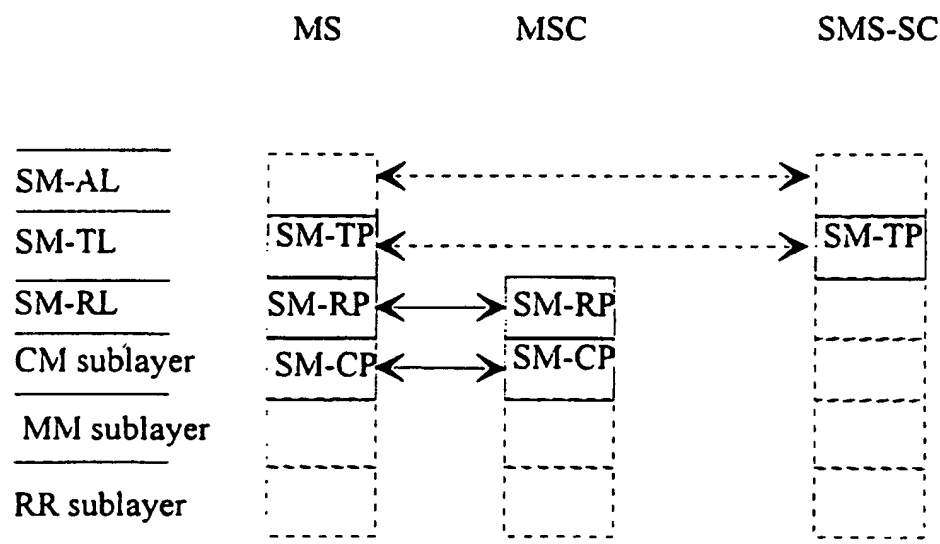 MS MSC SMS-SC
SM-AL
SM-TL SM-TP SM-TP
SM-RL SM-RP SM-RP
CM sublayer SM-CP SM-CP
MM sublayer
RR sublayer